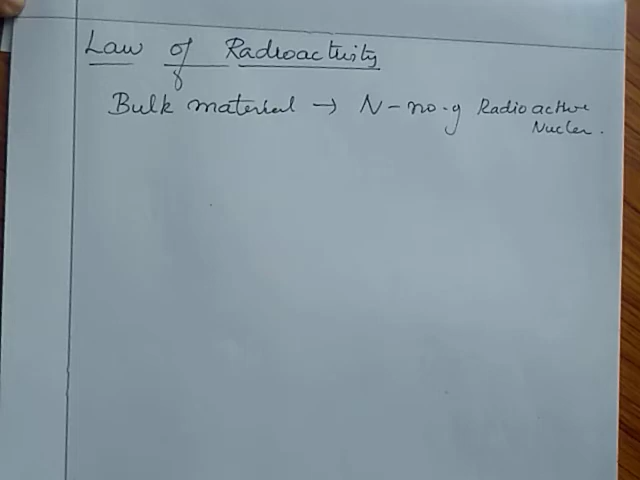 Law of Radioactivity
Bulk material → N - no. of Radioactive
Nuclei.